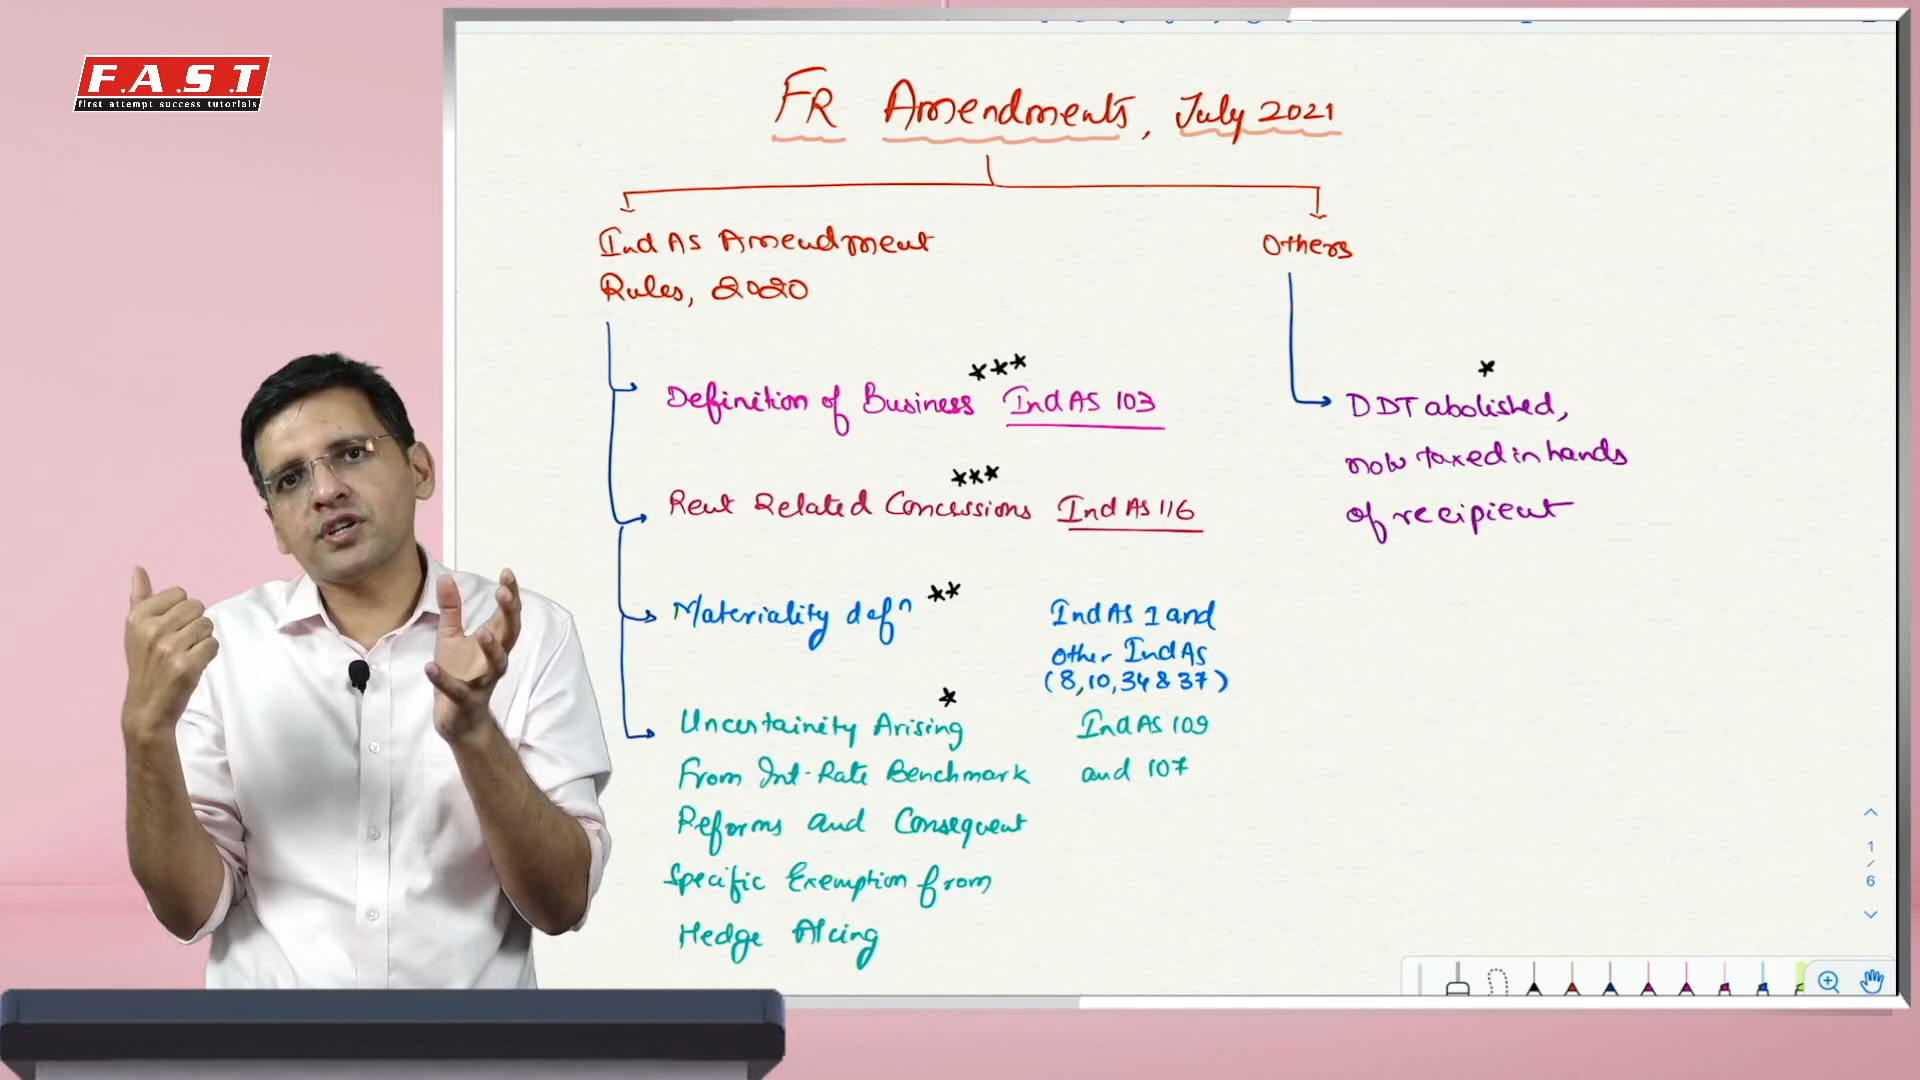 F.A.S.T
first attempt success tutorials
FR Amendments, July 2021
Ind AS Amendment
Rules, 2020
Others
***
Definition of Business Ind AS 103
***
Rent Related Concessions Ind AS 116
**
Materiality defn
Ind AS 1 and
other Ind AS
(8, 10, 34 & 37)
*
Uncertainity Arising
From Int. Rate Benchmark
Reforms and Consequent
Specific Exemption from
Hedge Alcing
Ind AS 109
and 107
*
DDT abolished,
now taxed in hands
of recipient
1
/
6